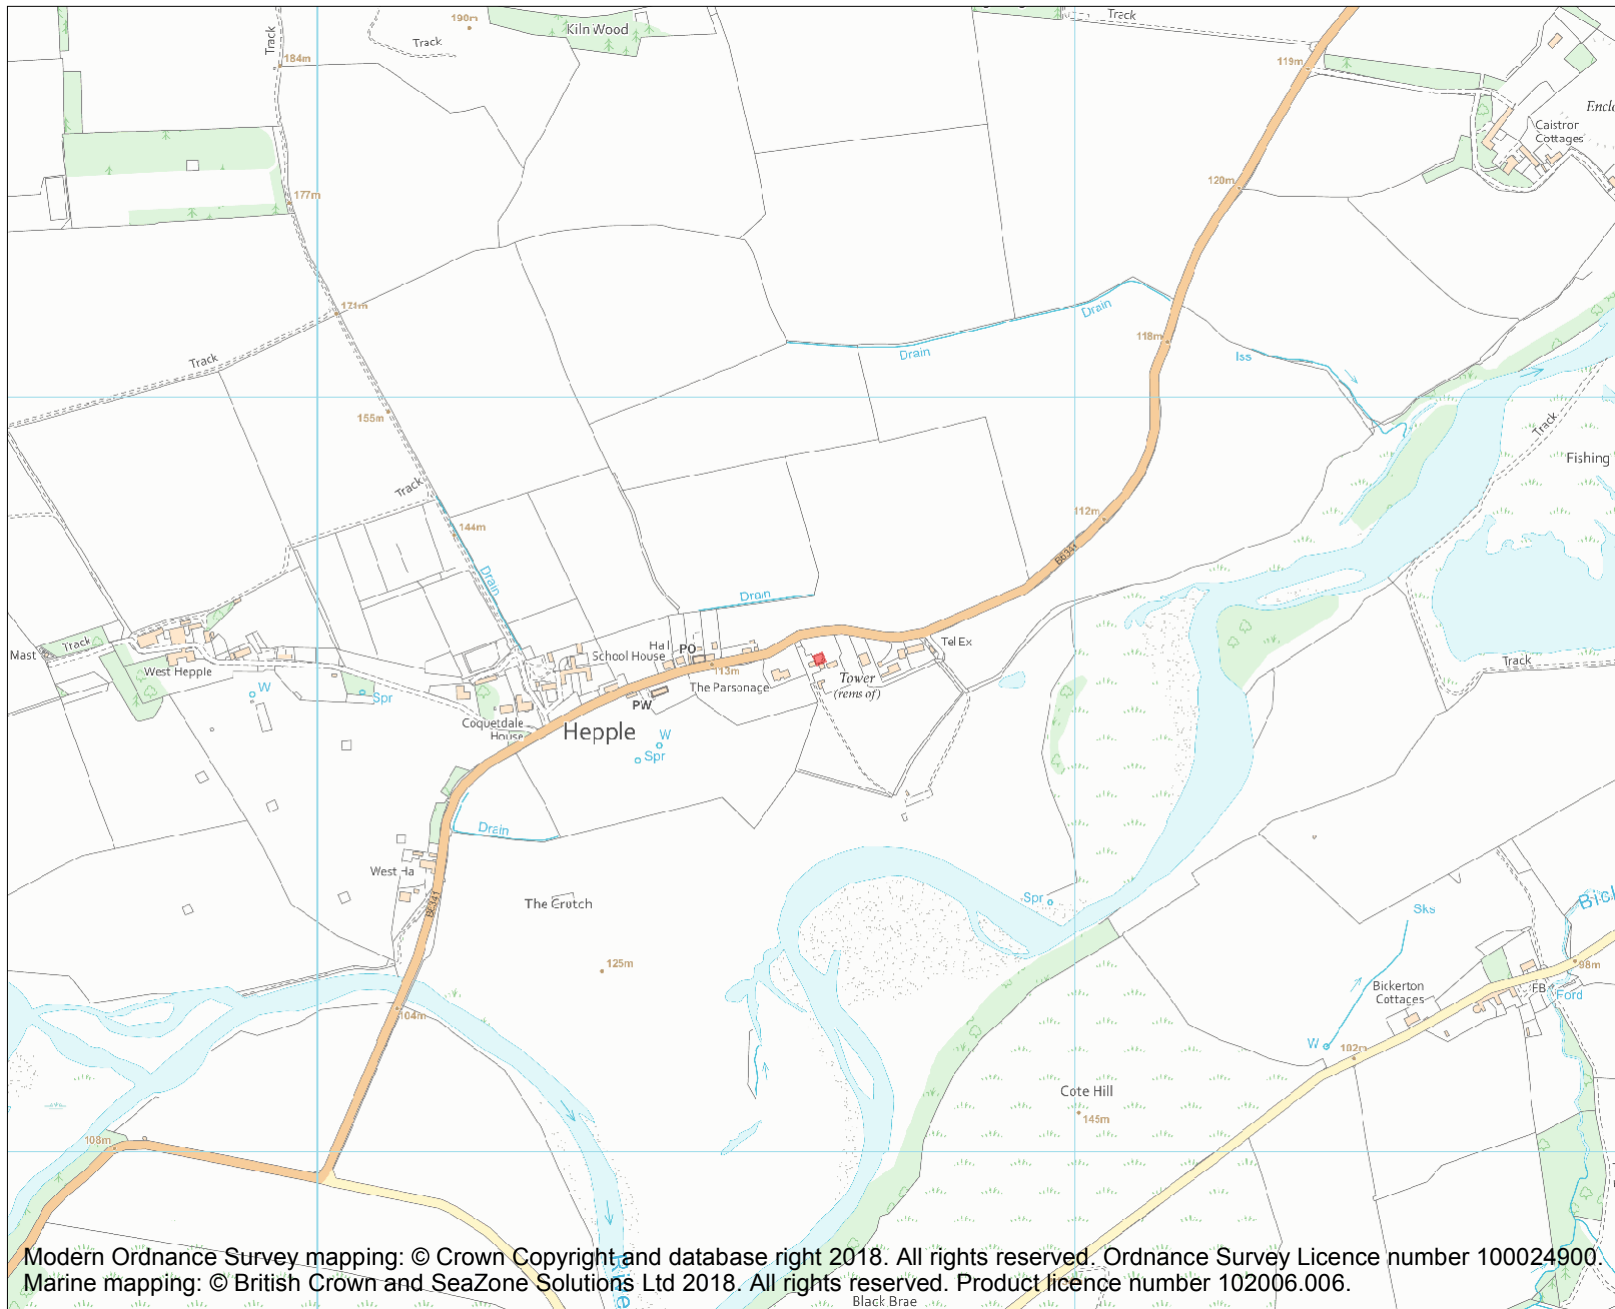 190m
Kiln Wood
Track
Track
Track
184m
119m
Caistror
Cottages
177m
120m
171m
Drain
118m
Track
Drain
Iss
155m
Track
Fishing
Track
144m
112m
B6341
Drain
Drain
Mast
Track
West Hepple
Hall
PO
School House
113m
Tel Ex
Track
W
Spr
The Parsonage
Tower
(rems of)
PW
Coquetdale
House
Hepple
W
Spr
Drain
West Ha
B6341
The Crutch
Spr
Sks
125m
98m
Bickerton
Cottages
FB
Ford
104m
W
102m
Cote Hill
145m
108m
Modern Ordnance Survey mapping: © Crown Copyright and database right 2018. All rights reserved. Ordnance Survey Licence number 100024900.
Marine mapping: © British Crown and SeaZone Solutions Ltd 2018. All rights reserved. Product licence number 102006.006.
Black Brae